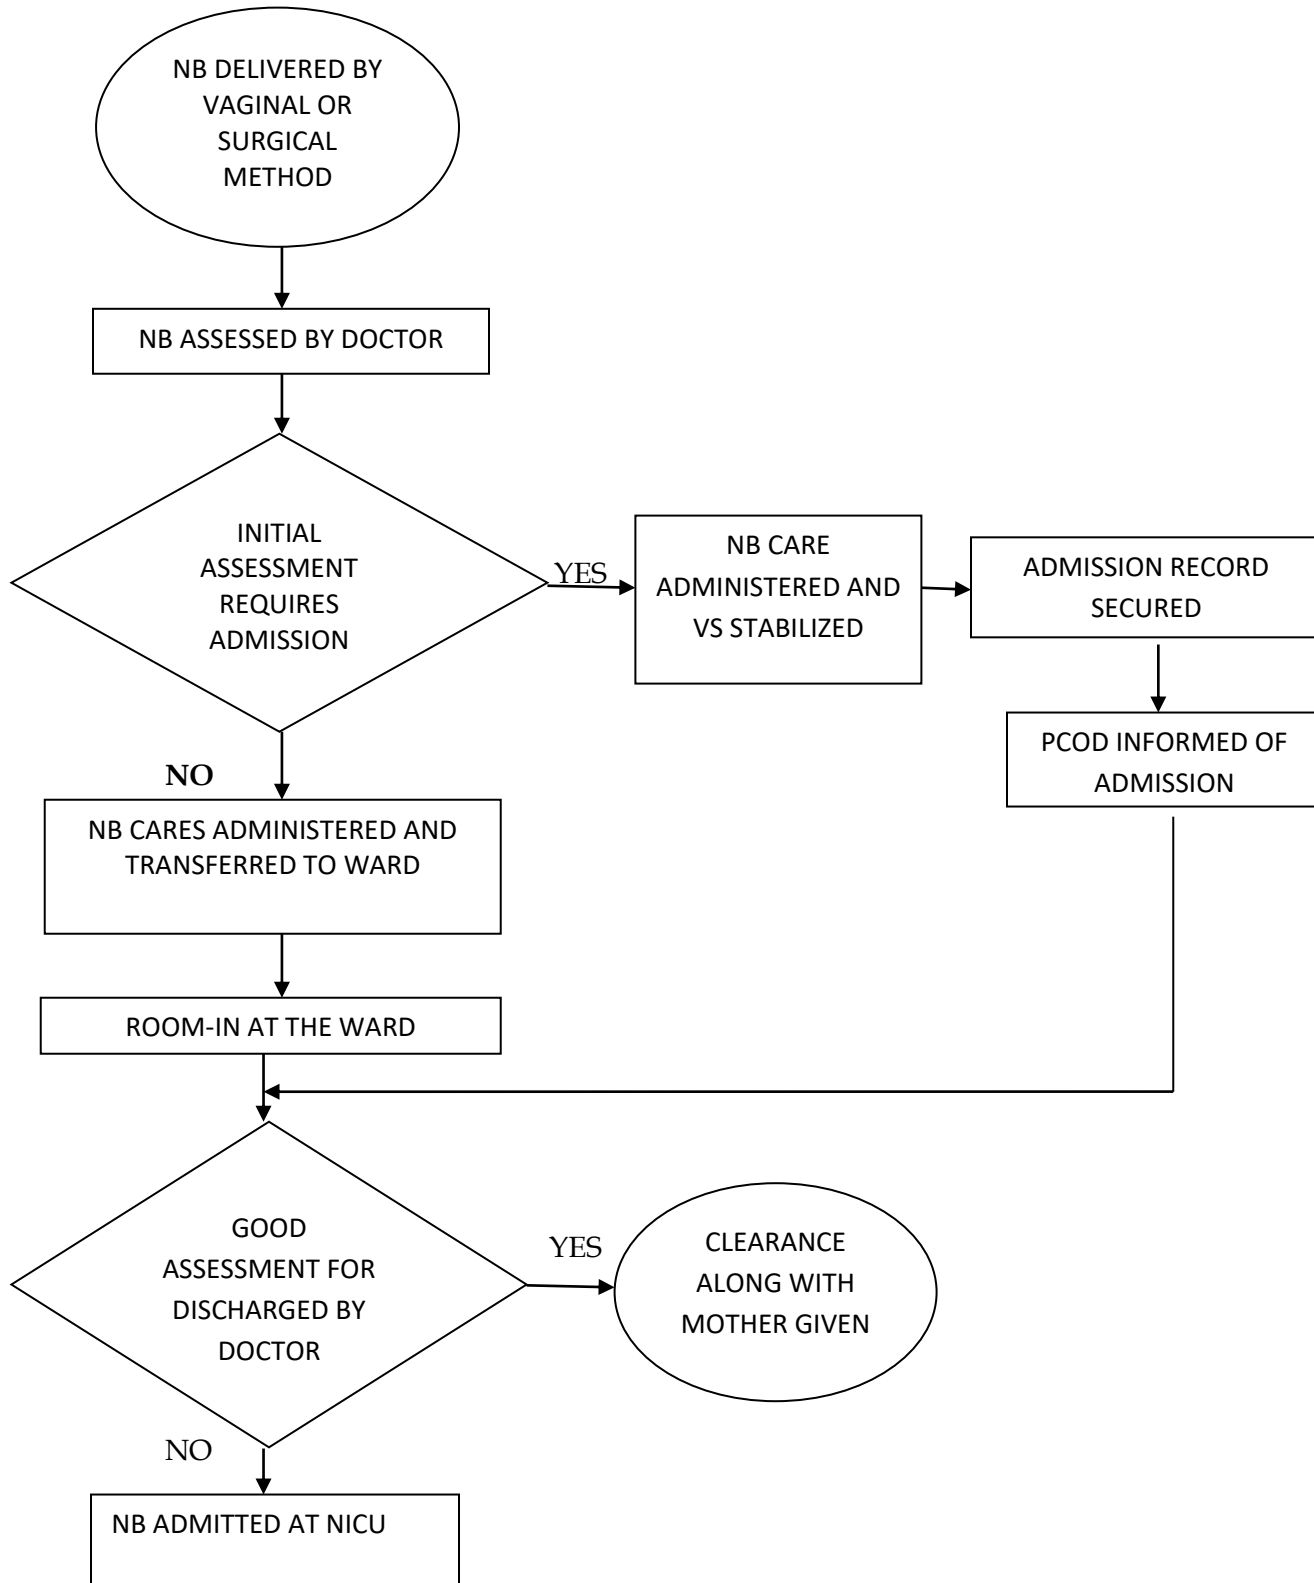 NB DELIVERED BY
VAGINAL OR
SURGICAL
METHOD
NB ASSESSED BY DOCTOR
INITIAL
ASSESSMENT
REQUIRES
ADMISSION
YES
NB CARE
ADMINISTERED AND
VS STABILIZED
ADMISSION RECORD
SECURED
PCOD INFORMED OF
ADMISSION
NO
NB CARES ADMINISTERED AND
TRANSFERRED TO WARD
ROOM-IN AT THE WARD
GOOD
ASSESSMENT FOR
DISCHARGED BY
DOCTOR
YES
CLEARANCE
ALONG WITH
MOTHER GIVEN
NO
NB ADMITTED AT NICU